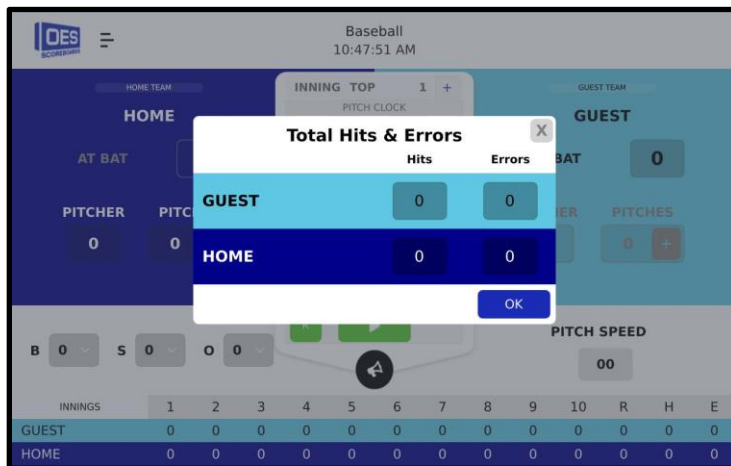 OES
SCOREBOARDS
Baseball
10:47:51 AM
HOME TEAM
HOME
AT BAT
PITCHER
0
0
INNING TOP 1 +
PITCH CLOCK
GUEST TEAM
GUEST
BAT 0
PITCHES
0 +
Total Hits & Errors X
Hits Errors
GUEST 0 0
HOME 0 0
OK
B 0 S 0 O 0
PITCH SPEED
00
INNINGS 1 2 3 4 5 6 7 8 9 10 R H E
GUEST 0 0 0 0 0 0 0 0 0 0 0 0 0
HOME 0 0 0 0 0 0 0 0 0 0 0 0 0